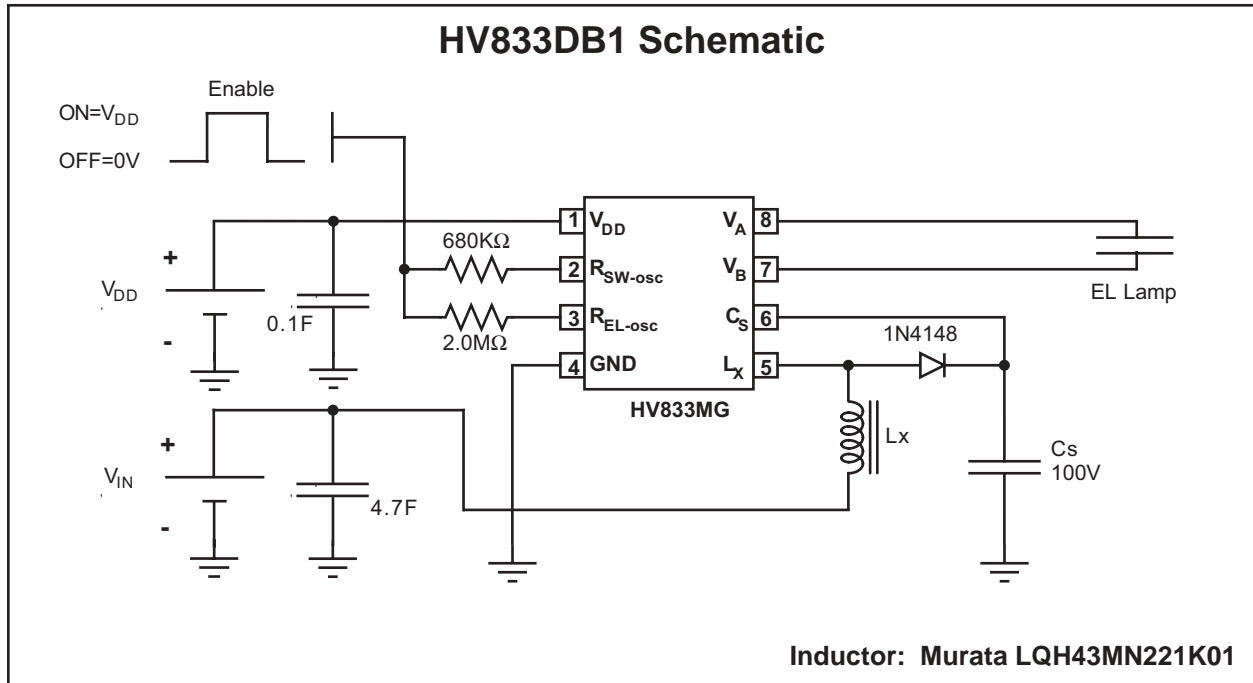 HV833DB1 Schematic
Enable
ON=VDD
OFF=0V
1 VDD
2 RSW-osc
3 REL-osc
4 GND
VA 8
VB 7
CS 6
LX 5
HV833MG
680KΩ
2.0MΩ
+
VDD
-
0.1F
+
VIN
-
4.7F
EL Lamp
1N4148
Lx
Cs
100V
Inductor: Murata LQH43MN221K01